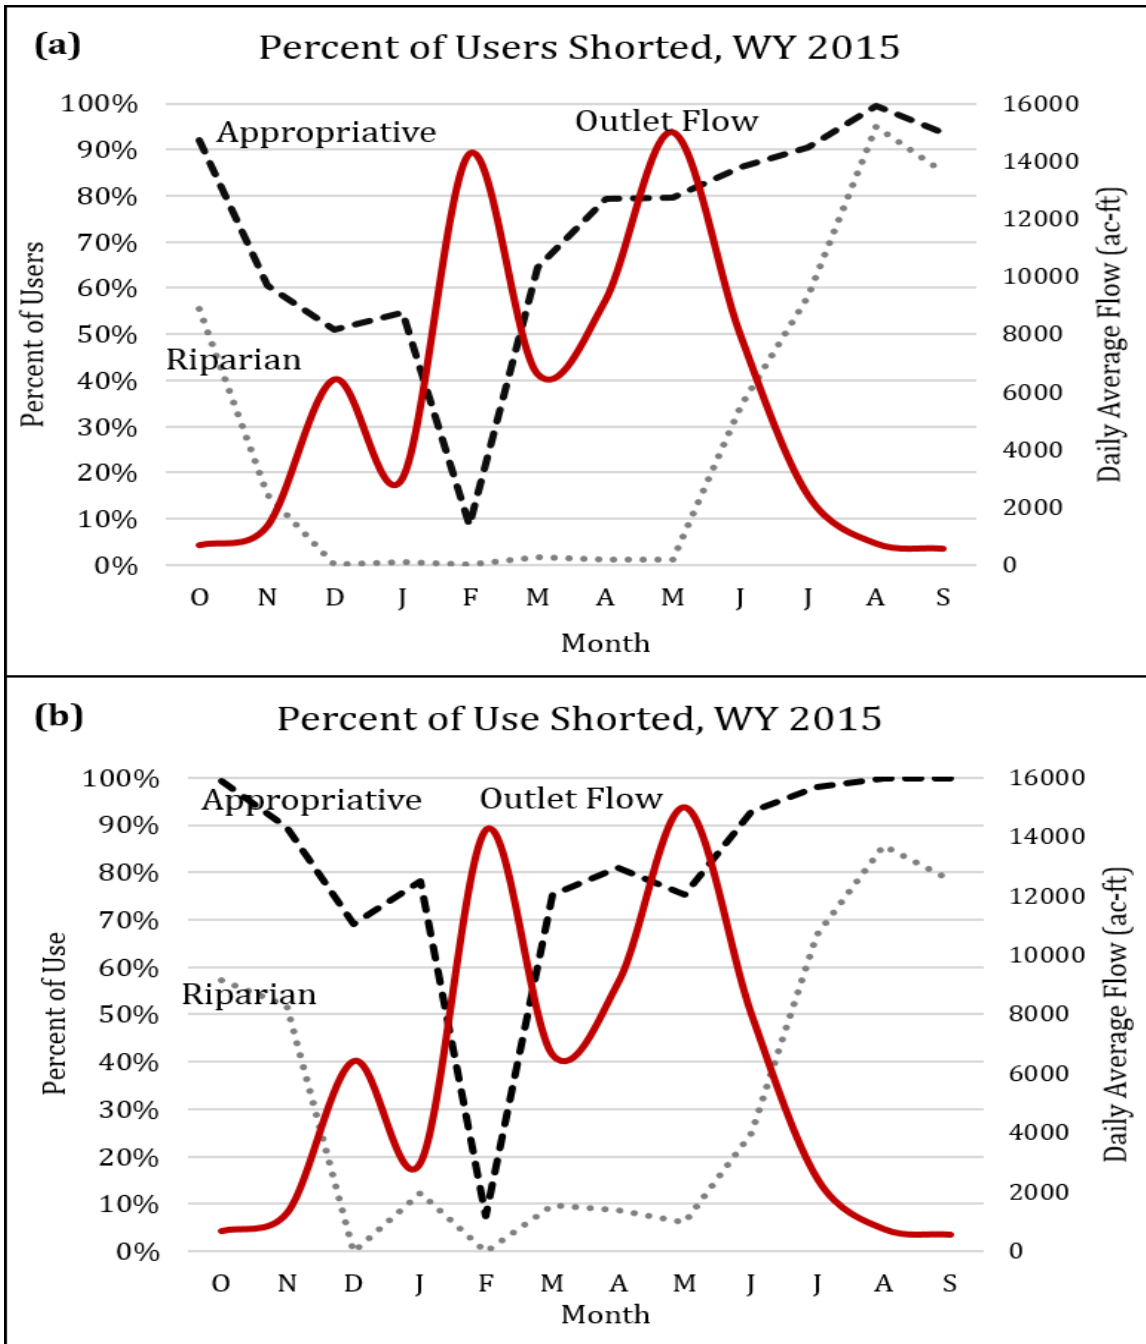 (a)
Percent of Users Shorted, WY 2015
100%
90%
80%
70%
60%
50%
40%
30%
20%
10%
0%
Percent of Users
Appropriative
Outlet Flow
Riparian
16000
14000
12000
10000
8000
6000
4000
2000
0
Daily Average Flow (ac-ft)
O N D J F M A M J J A S
Month
(b)
Percent of Use Shorted, WY 2015
100%
90%
80%
70%
60%
50%
40%
30%
20%
10%
0%
Percent of Use
Appropriative
Outlet Flow
Riparian
16000
14000
12000
10000
8000
6000
4000
2000
0
Daily Average Flow (ac-ft)
O N D J F M A M J J A S
Month